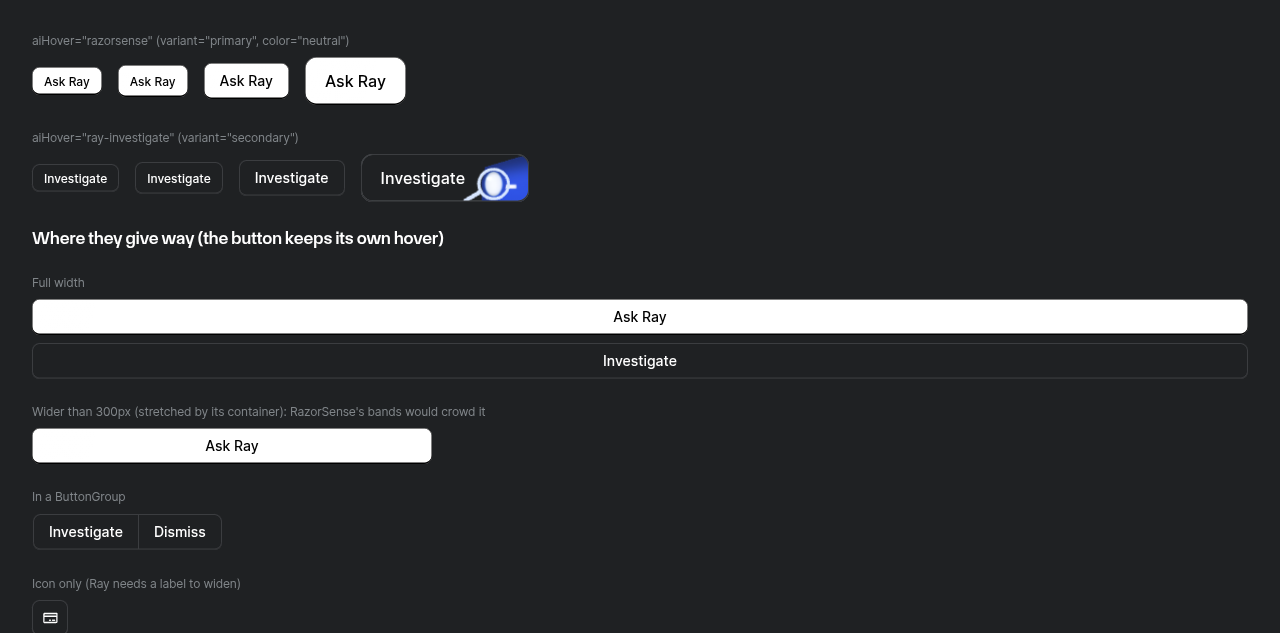 aiHover="razorsense" (variant="primary", color="neutral")
Ask Ray Ask Ray Ask Ray Ask Ray
aiHover="ray-investigate" (variant="secondary")
Investigate Investigate Investigate Investigate
Where they give way (the button keeps its own hover)
Full width
Ask Ray
Investigate
Wider than 300px (stretched by its container): RazorSense's bands would crowd it
Ask Ray
In a ButtonGroup
Investigate Dismiss
Icon only (Ray needs a label to widen)